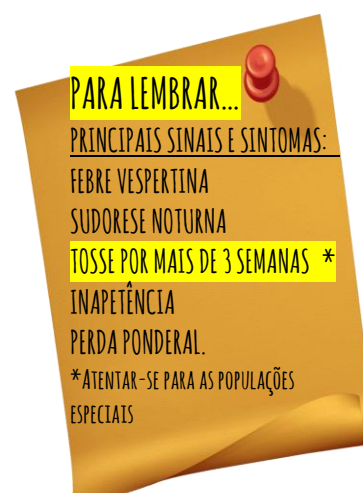 PARA LEMBRAR...
PRINCIPAIS SINAIS E SINTOMAS:
FEBRE VESPERTINA
SUDORESE NOTURNA
TOSSE POR MAIS DE 3 SEMANAS *
INAPETÊNCIA
PERDA PONDERAL.
*ATENTAR-SE PARA AS POPULAÇÕES
ESPECIAIS